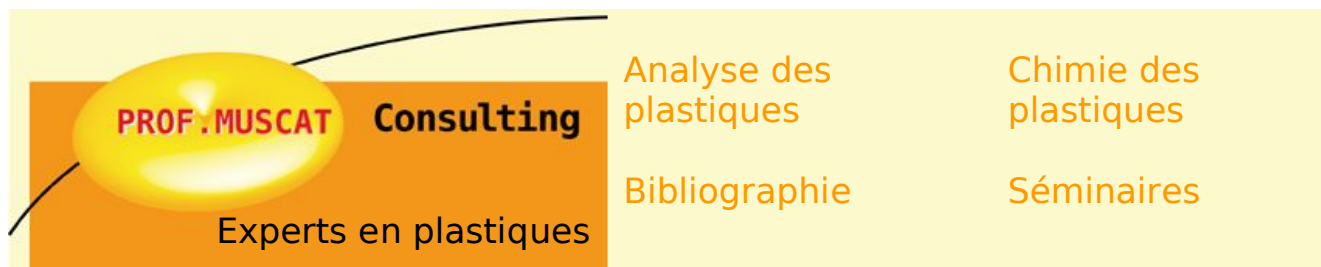 PROF.MUSCAT Consulting
Experts en plastiques
Analyse des
plastiques
Chimie des
plastiques
Bibliographie
Séminaires